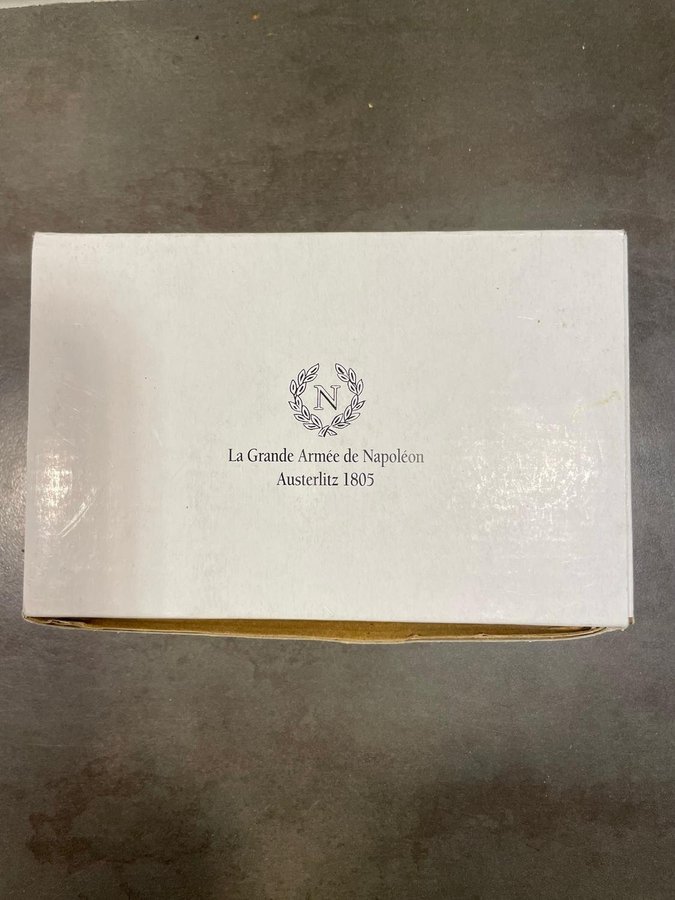 N
La Grande Armée de Napoléon
Austerlitz 1805